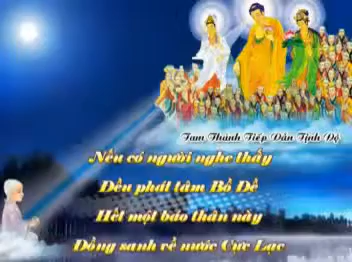 Tam Thánh Tiếp Dẫn Tịnh Độ
Nếu có người nghe thấy
Đều phát tâm Bồ Đề
Hết một báo thân này
Đồng sanh về nước Cực Lạc